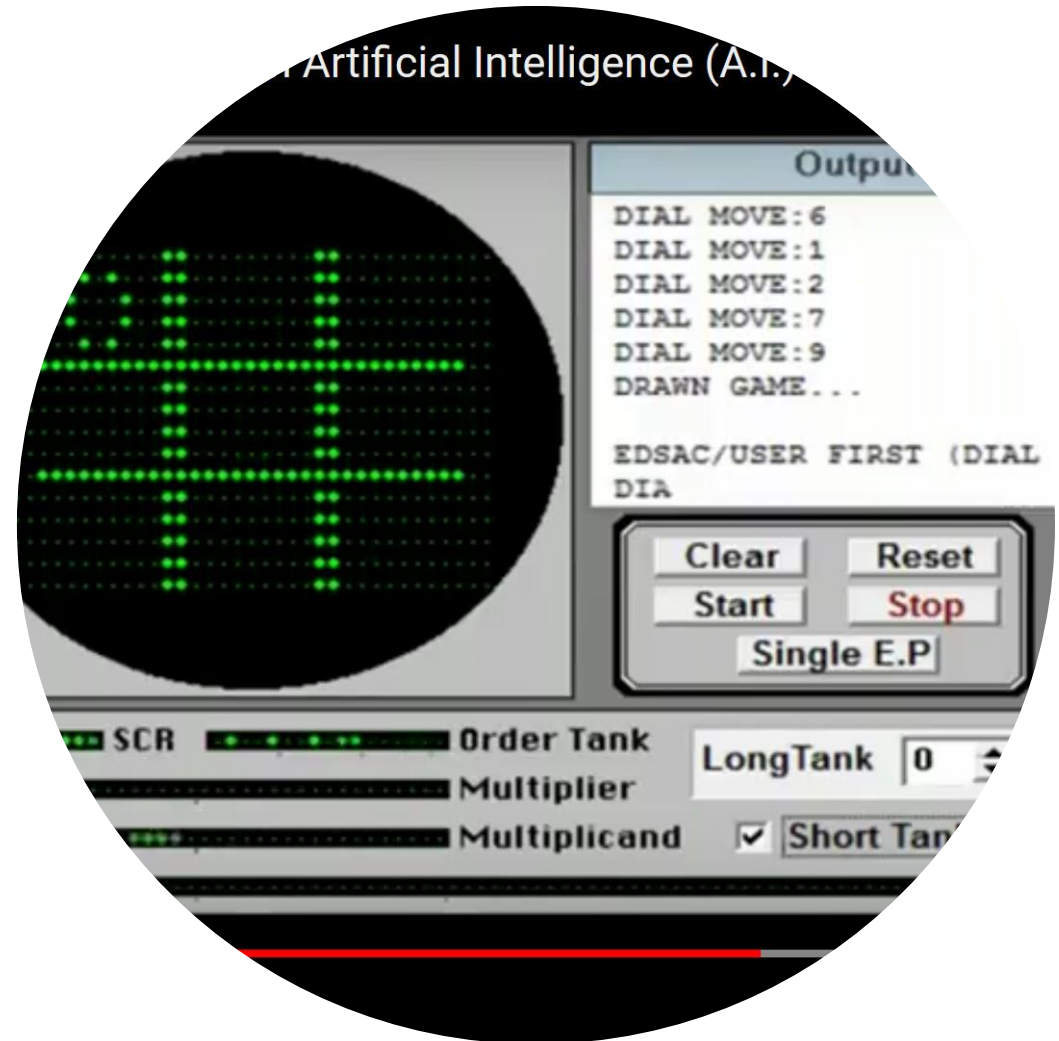 Artificial Intelligence (A.I.)
Output
DIAL MOVE:6
DIAL MOVE:1
DIAL MOVE:2
DIAL MOVE:7
DIAL MOVE:9
DRAWN GAME...
EDSAC/USER FIRST (DIAL
DIA
Clear Reset
Start Stop
Single E.P
SCR Order Tank
LongTank 0
Multiplier
Multiplicand Short Tan